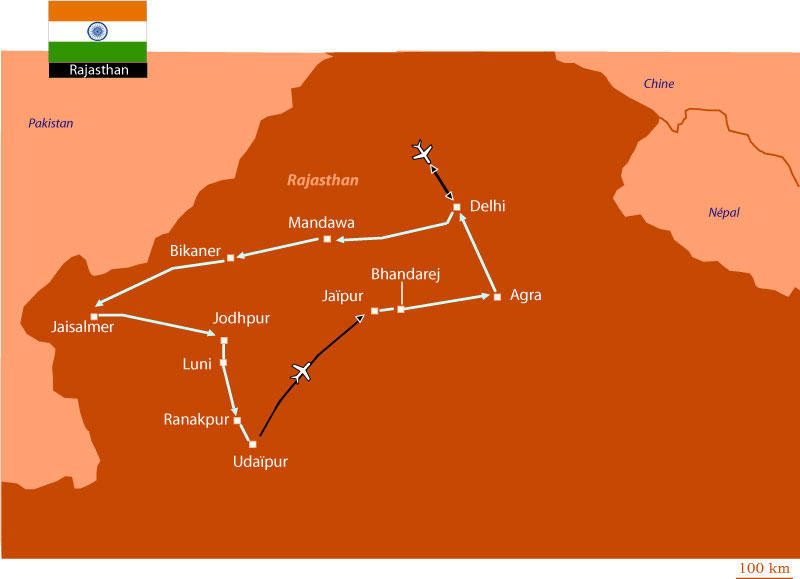 Rajasthan
Chine
Pakistan
Rajasthan
Népal
Delhi
Mandawa
Bikaner
Bhandarej
Jaïpur
Agra
Jaisalmer
Jodhpur
Luni
Ranakpur
Udaïpur
100 km